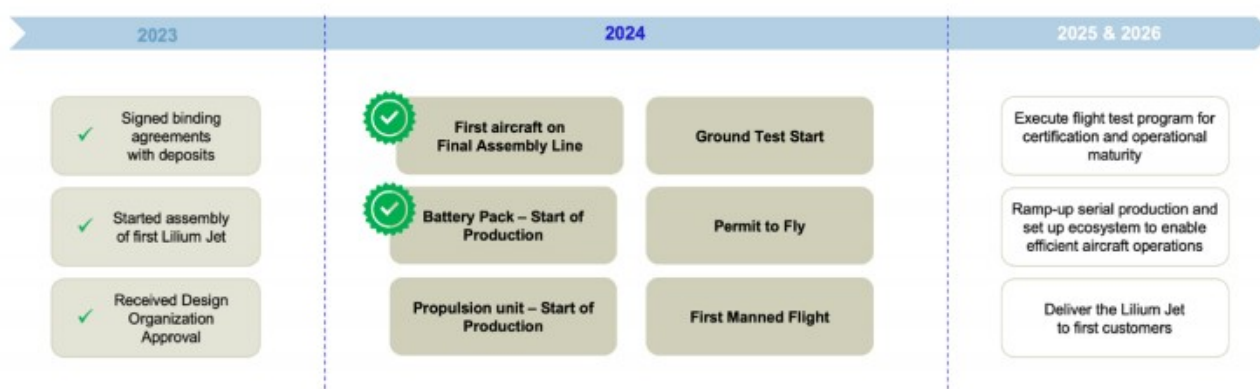 2023
2024
2025 & 2026
Signed binding
agreements
with deposits
Started assembly
of first Lilium Jet
Received Design
Organization
Approval
First aircraft on
Final Assembly Line
Battery Pack – Start of
Production
Propulsion unit – Start of
Production
Ground Test Start
Permit to Fly
First Manned Flight
Execute flight test program for
certification and operational
maturity
Ramp-up serial production and
set up ecosystem to enable
efficient aircraft operations
Deliver the Lilium Jet
to first customers